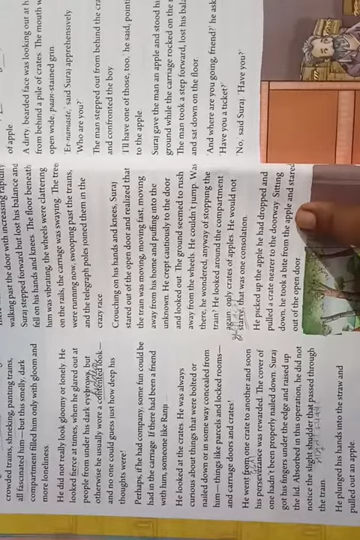 crowded trains, shrieking, panting trains,
all fascinated him—but this smelly, dark
compartment filled him only with gloom and
more loneliness.
He did not really look gloomy or lonely. He
looked fierce at times, when he glared out at
people from under his dark eyebrows, but
otherwise he usually wore a contented look—
and no one could guess just how deep his
thoughts were!
Perhaps, if he had company, some fun could be
had in the carriage. If there had been a friend
with him, someone like Ranji
He looked at the crates. He was always
curious about things that were bolted or
nailed down or in some way concealed from
him—things like parcels and locked rooms—
and carriage doors and crates!
He went from one crate to another and soon
his perseverance was rewarded. The cover of
one hadn't been properly nailed down. Suraj
got his fingers under the edge and raised up
the lid. Absorbed in this operation, he did not
notice the slight shudder that passed through
the train.
He plunged his hands into the straw and
pulled out an apple
walking past the door with increasing rapidity
Suraj stepped forward but lost his balance and
fell on his hands and knees. The floor beneath
him was vibrating, the wheels were clattering
on the rails, the carriage was swaying. The trees
were running now, swooping past the trains,
and the telegraph poles joined them in the
crazy race
Crouching on his hands and knees, Suraj
stared out of the open door and realized that
the train was moving, moving fast, moving
away from his home and puffing into the
unknown. He crept cautiously to the door
and looked out. The ground seemed to rush
away from the wheels. He couldn't jump. Was
there, he wondered, anyway of stopping the
train? He looked around the compartment
again: only crates of apples. He would not
starve, that was one consolation.
He picked up the apple he had dropped and
pulled a crate nearer to the doorway Sitting
down, he took a bite from the apple and stared
out of the open door
of apple
A dirty, bearded face was looking out at h
from behind a pile of crates. The mouth w
open wide, paan-stained grin
Er-namaste,' said Suraj apprehensively
Who are you?'
The man stepped out from behind the cra
and confronted the boy
I'll have one of those, too, he said, pointi
to the apple.
Suraj gave the man an apple and stood hi
ground while the carriage rocked on the
The man took a step forward, lost his bala
and sat down on the floor
'And where are you going, friend?' he ask
'Have you a ticket?'
'No,' said Suraj 'Have you?'